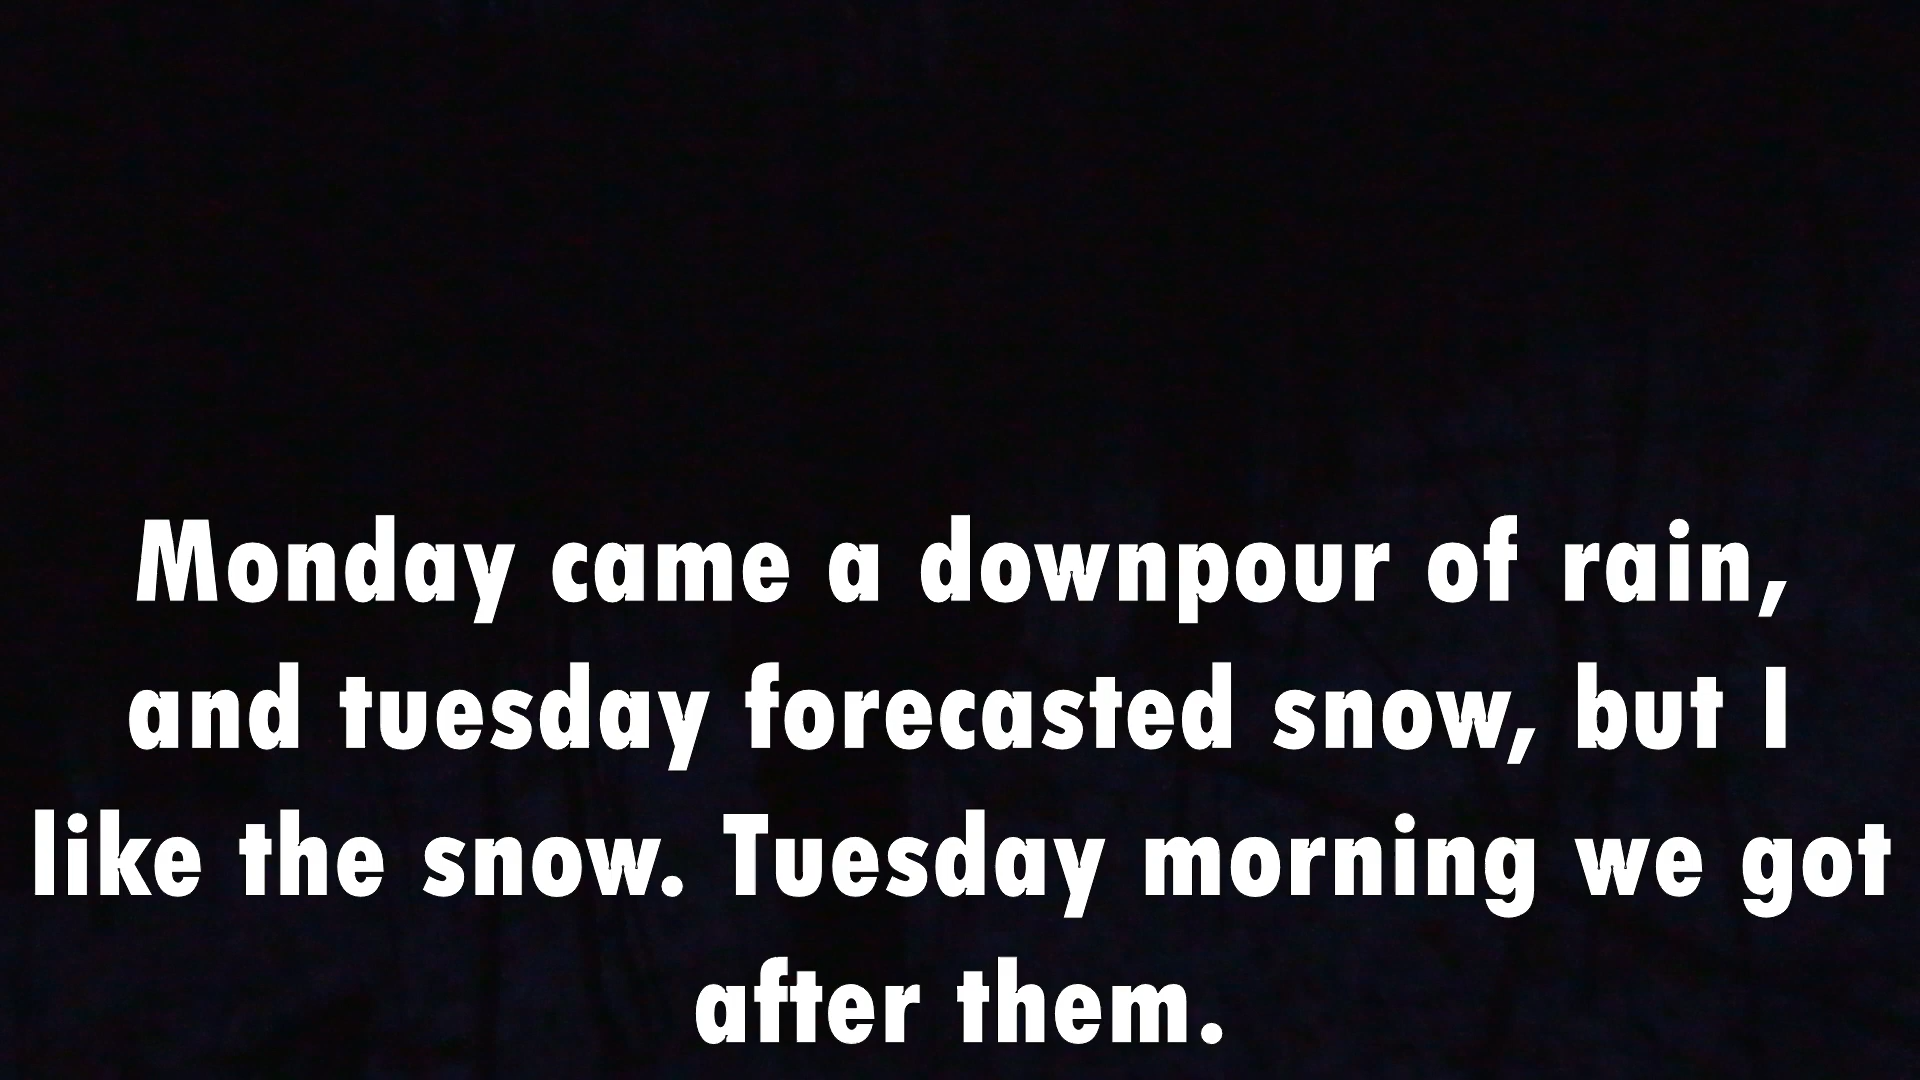 Monday came a downpour of rain,
and tuesday forecasted snow, but I
like the snow. Tuesday morning we got
after them.